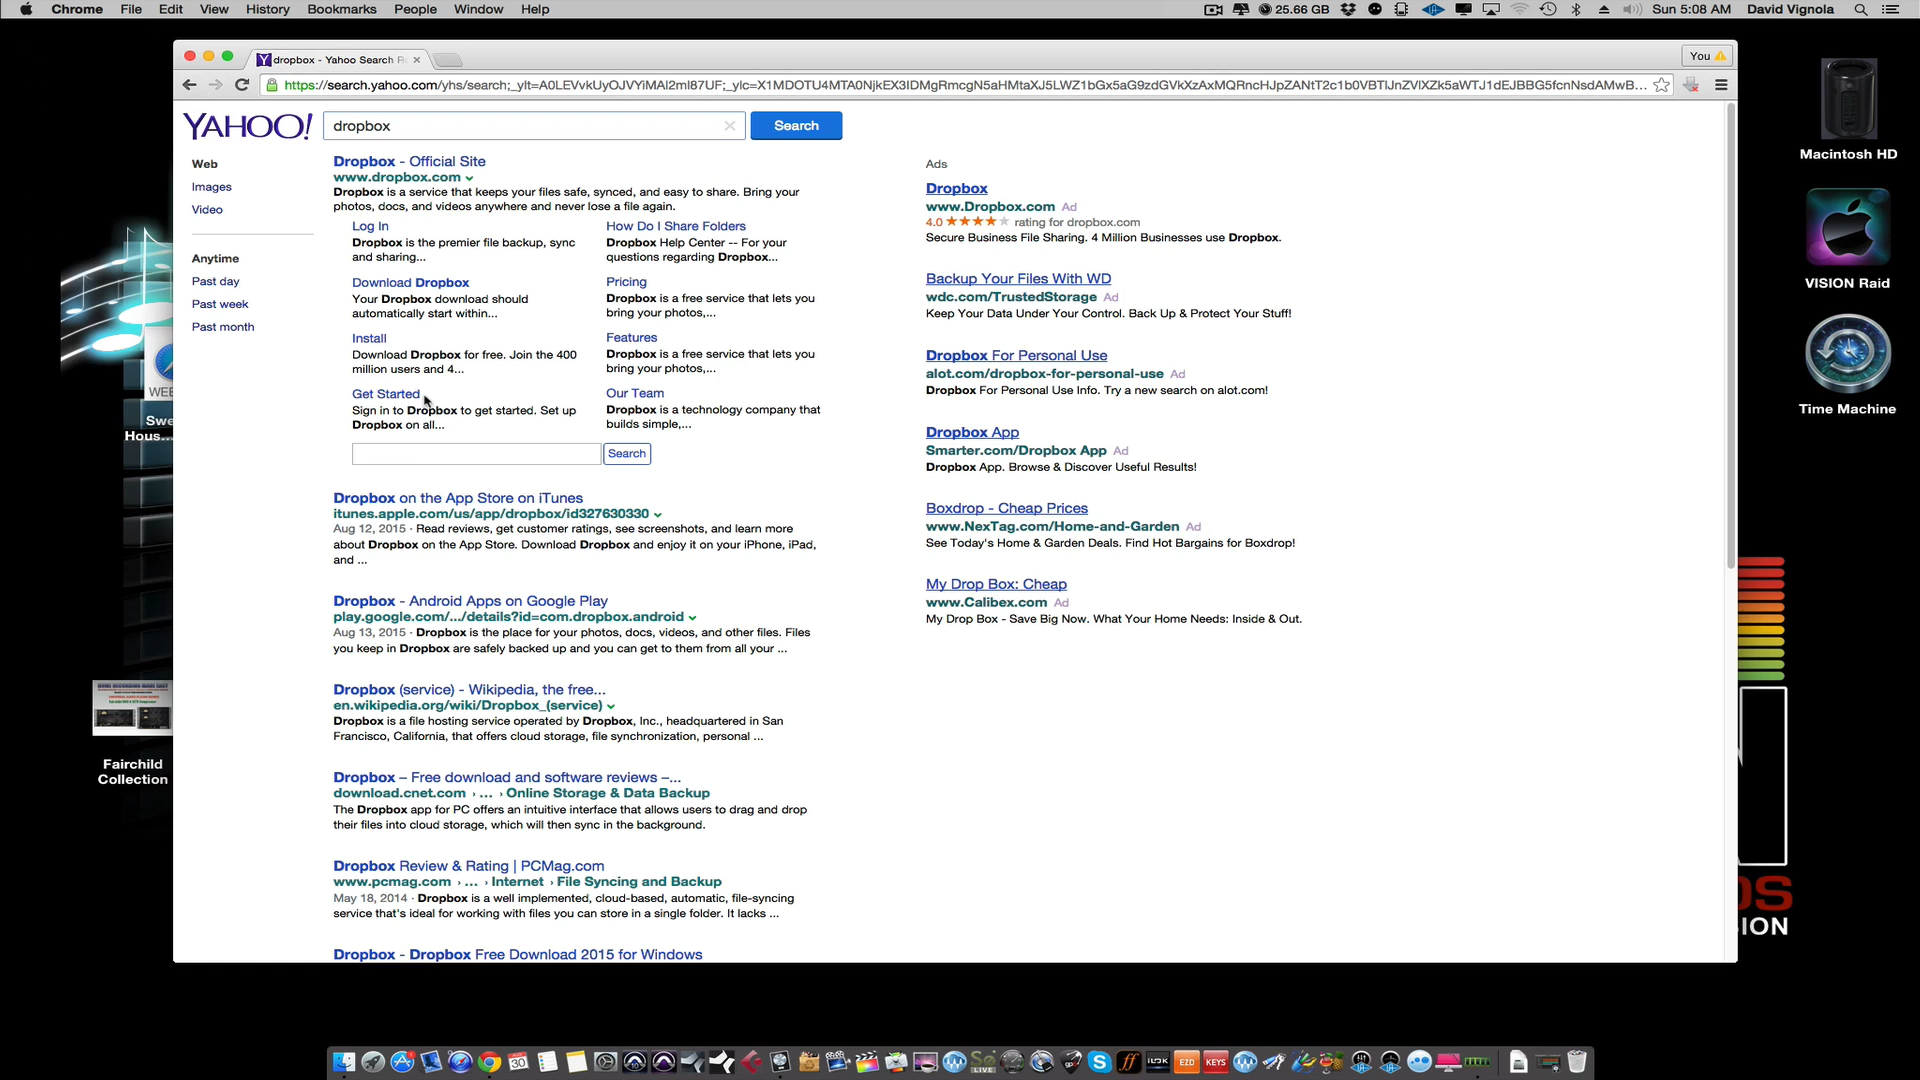 Chrome File Edit View History Bookmarks People Window Help
25.66 GB Sun 5:08 AM David Vignola
dropbox - Yahoo Search R
You
https://search.yahoo.com/yhs/search;_ylt=A0LEVvkUyOJVYiMAl2ml87UF;_ylc=X1MDOTU4MTA0NjkEX3IDMgRmcgN5aHMtaXJ5LWZ1bGx5aG9zdGVkXzAxMQRncHJpZANtT2c1b0VBTlJnZVlXZk5aWTJ1dEJBBG5fcnNsdAMwB...
YAHOO!
dropbox
Search
Web
Images
Video
Anytime
Past day
Past week
Past month
Dropbox - Official Site
www.dropbox.com
Dropbox is a service that keeps your files safe, synced, and easy to share. Bring your
photos, docs, and videos anywhere and never lose a file again.
Log In
Dropbox is the premier file backup, sync
and sharing...
How Do I Share Folders
Dropbox Help Center -- For your
questions regarding Dropbox...
Download Dropbox
Your Dropbox download should
automatically start within...
Pricing
Dropbox is a free service that lets you
bring your photos,...
Install
Download Dropbox for free. Join the 400
million users and 4...
Features
Dropbox is a free service that lets you
bring your photos,...
Get Started
Sign in to Dropbox to get started. Set up
Dropbox on all...
Our Team
Dropbox is a technology company that
builds simple,...
Search
Dropbox on the App Store on iTunes
itunes.apple.com/us/app/dropbox/id327630330
Aug 12, 2015 · Read reviews, get customer ratings, see screenshots, and learn more
about Dropbox on the App Store. Download Dropbox and enjoy it on your iPhone, iPad,
and ...
Dropbox - Android Apps on Google Play
play.google.com/.../details?id=com.dropbox.android
Aug 13, 2015 · Dropbox is the place for your photos, docs, videos, and other files. Files
you keep in Dropbox are safely backed up and you can get to them from all your ...
Dropbox (service) - Wikipedia, the free...
en.wikipedia.org/wiki/Dropbox_(service)
Dropbox is a file hosting service operated by Dropbox, Inc., headquartered in San
Francisco, California, that offers cloud storage, file synchronization, personal ...
Dropbox – Free download and software reviews –...
download.cnet.com › ... › Online Storage & Data Backup
The Dropbox app for PC offers an intuitive interface that allows users to drag and drop
their files into cloud storage, which will then sync in the background.
Dropbox Review & Rating | PCMag.com
www.pcmag.com › ... › Internet › File Syncing and Backup
May 18, 2014 · Dropbox is a well implemented, cloud-based, automatic, file-syncing
service that's ideal for working with files you can store in a single folder. It lacks ...
Dropbox - Dropbox Free Download 2015 for Windows
Ads
Dropbox
www.Dropbox.com Ad
4.0 rating for dropbox.com
Secure Business File Sharing. 4 Million Businesses use Dropbox.
Backup Your Files With WD
wdc.com/TrustedStorage Ad
Keep Your Data Under Your Control. Back Up & Protect Your Stuff!
Dropbox For Personal Use
alot.com/dropbox-for-personal-use Ad
Dropbox For Personal Use Info. Try a new search on alot.com!
Dropbox App
Smarter.com/Dropbox App Ad
Dropbox App. Browse & Discover Useful Results!
Boxdrop - Cheap Prices
www.NexTag.com/Home-and-Garden Ad
See Today's Home & Garden Deals. Find Hot Bargains for Boxdrop!
My Drop Box: Cheap
www.Calibex.com Ad
My Drop Box - Save Big Now. What Your Home Needs: Inside & Out.
Macintosh HD
VISION Raid
Time Machine
WEB
Swe
Hous...
Fairchild
Collection
OS
ION
30
LIVE
EZD
KEYS